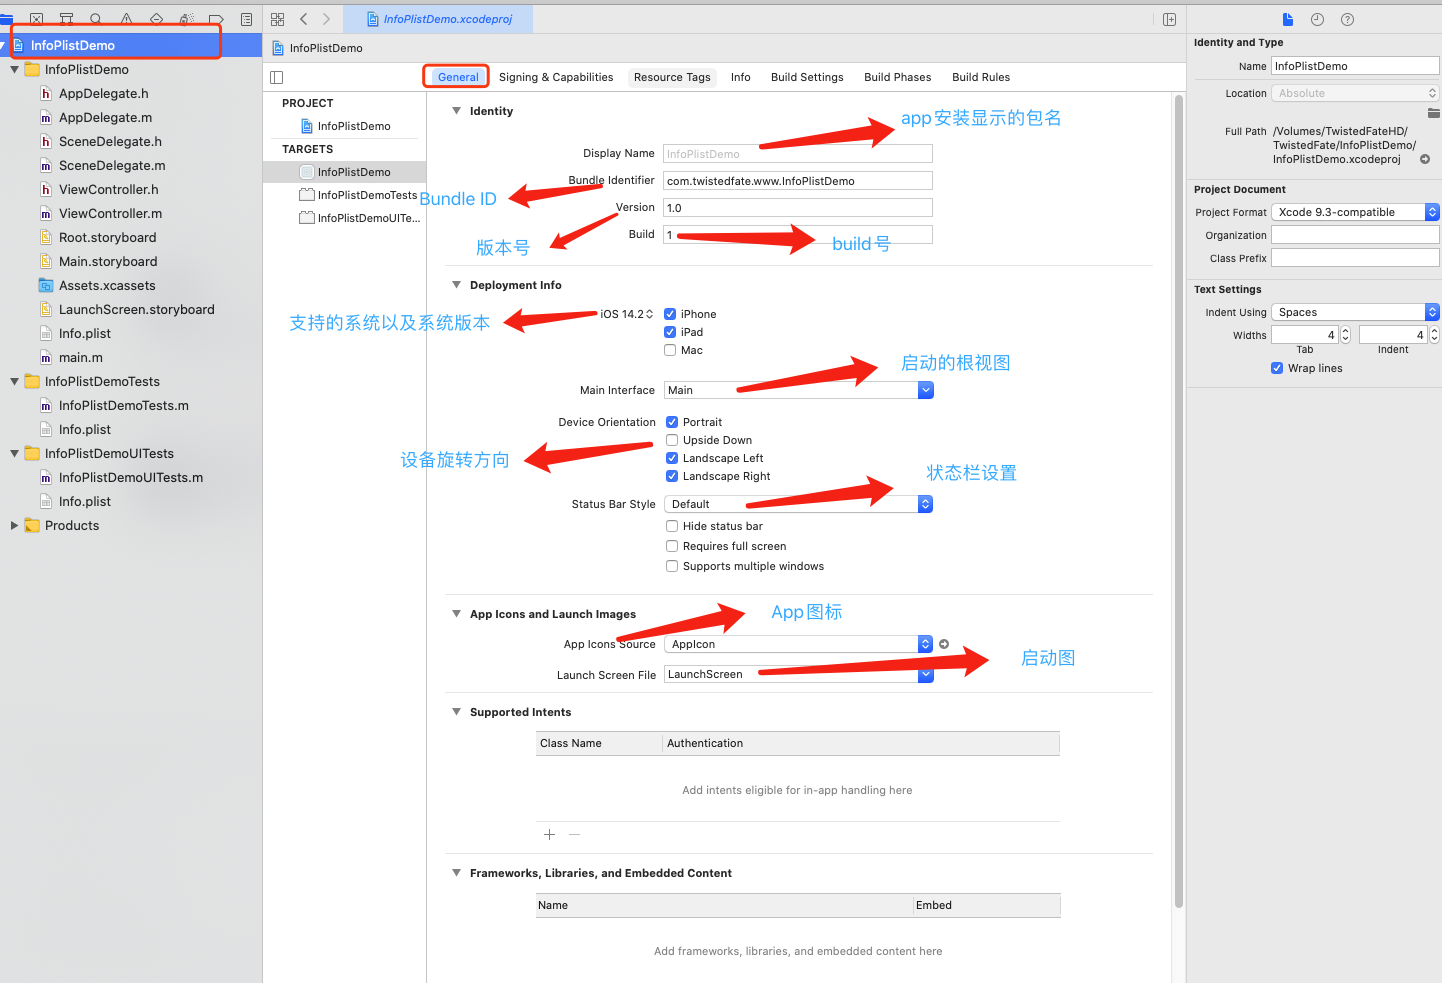 InfoPlistDemo.xcodeproj
InfoPlistDemo
InfoPlistDemo
AppDelegate.h
AppDelegate.m
SceneDelegate.h
SceneDelegate.m
ViewController.h
ViewController.m
Root.storyboard
Main.storyboard
Assets.xcassets
LaunchScreen.storyboard
Info.plist
main.m
InfoPlistDemoTests
InfoPlistDemoTests.m
Info.plist
InfoPlistDemoUITests
InfoPlistDemoUITests.m
Info.plist
Products
InfoPlistDemo
General Signing & Capabilities Resource Tags Info Build Settings Build Phases Build Rules
PROJECT
InfoPlistDemo
TARGETS
InfoPlistDemo
InfoPlistDemoTests
InfoPlistDemoUITe...
Identity
app安装显示的包名
Display Name InfoPlistDemo
Bundle Identifier com.twistedfate.www.InfoPlistDemo
Bundle ID
Version 1.0
Build 1
build号
版本号
Deployment Info
支持的系统以及系统版本
iOS 14.2 iPhone
iPad
Mac
启动的根视图
Main Interface Main
Device Orientation Portrait
Upside Down
Landscape Left
Landscape Right
设备旋转方向
状态栏设置
Status Bar Style Default
Hide status bar
Requires full screen
Supports multiple windows
App Icons and Launch Images
App图标
App Icons Source AppIcon
启动图
Launch Screen File LaunchScreen
Supported Intents
Class Name Authentication
Add intents eligible for in-app handling here
Frameworks, Libraries, and Embedded Content
Name Embed
Add frameworks, libraries, and embedded content here
Identity and Type
Name InfoPlistDemo
Location Absolute
Full Path /Volumes/TwistedFateHD/
TwistedFate/InfoPlistDemo/
InfoPlistDemo.xcodeproj
Project Document
Project Format Xcode 9.3-compatible
Organization
Class Prefix
Text Settings
Indent Using Spaces
Widths 4 4
Tab Indent
Wrap lines